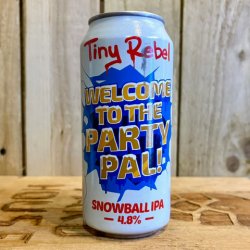 Tiny Rebel
WELCOME
TO THE
PARTY
PAL!
SNOWBALL IPA
4.8%